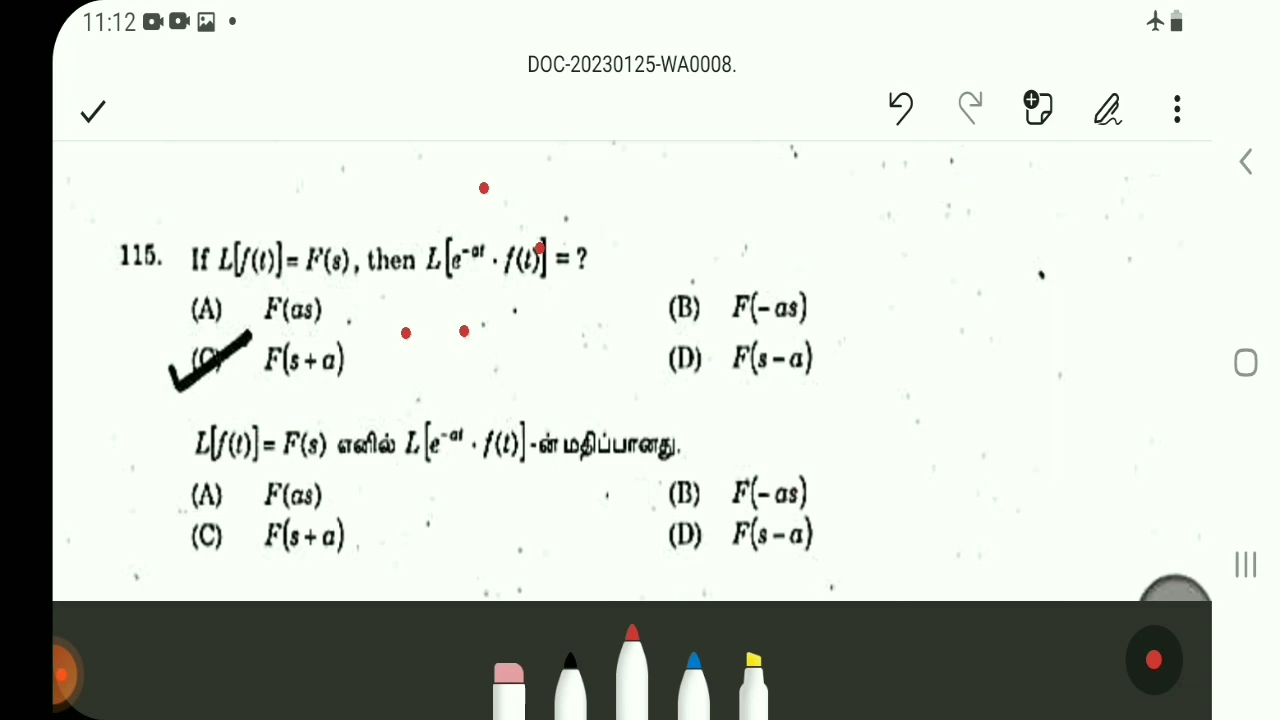 11:12
DOC-20230125-WA0008.
115. If L[f(t)] = F(s), then L[e^{-at} · f(t)] = ?
(A) F(as) (B) F(-as)
(C) F(s + a) (D) F(s - a)
L[f(t)] = F(s) எனில் L[e^{-at} · f(t)] -ன் மதிப்பானது.
(A) F(as) (B) F(-as)
(C) F(s + a) (D) F(s - a)